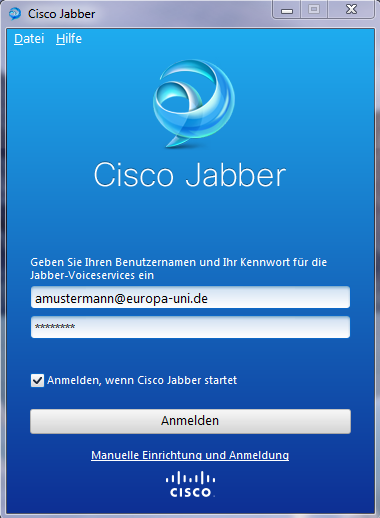 Cisco Jabber
Datei Hilfe
Cisco Jabber
Geben Sie Ihren Benutzernamen und Ihr Kennwort für die
Jabber-Voiceservices ein
amustermann@europa-uni.de
********
Anmelden, wenn Cisco Jabber startet
Anmelden
Manuelle Einrichtung und Anmeldung
CISCO